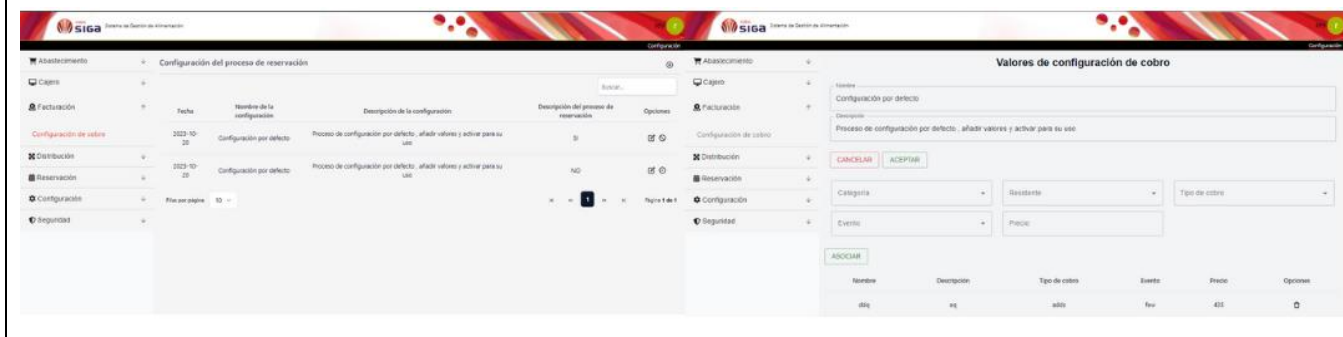 SIGA Sistema de Gestión de Alimentación
Configuración
Abastecimiento
Cajero
Facturación
Configuración de cobro
Distribución
Reservación
Configuración
Seguridad
Configuración del proceso de reservación
Buscar...
Fecha Nombre de la configuración Descripción de la configuración Descripción del proceso de reservación Opciones
2023-10-20 Configuración por defecto Proceso de configuración por defecto , añadir valores y activar para su uso SI
2023-10-20 Configuración por defecto Proceso de configuración por defecto , añadir valores y activar para su uso NO
Filas por página 10
1
Página 1 de 1
SIGA Sistema de Gestión de Alimentación
Configuración
Abastecimiento
Cajero
Facturación
Configuración de cobro
Distribución
Reservación
Configuración
Seguridad
Valores de configuración de cobro
Nombre
Configuración por defecto
Descripción
Proceso de configuración por defecto , añadir valores y activar para su uso
CANCELAR ACEPTAR
Categoria Residente Tipo de cobro
Evento Precio
ASOCIAR
Nombre Descripción Tipo de cobro Evento Precio Opciones